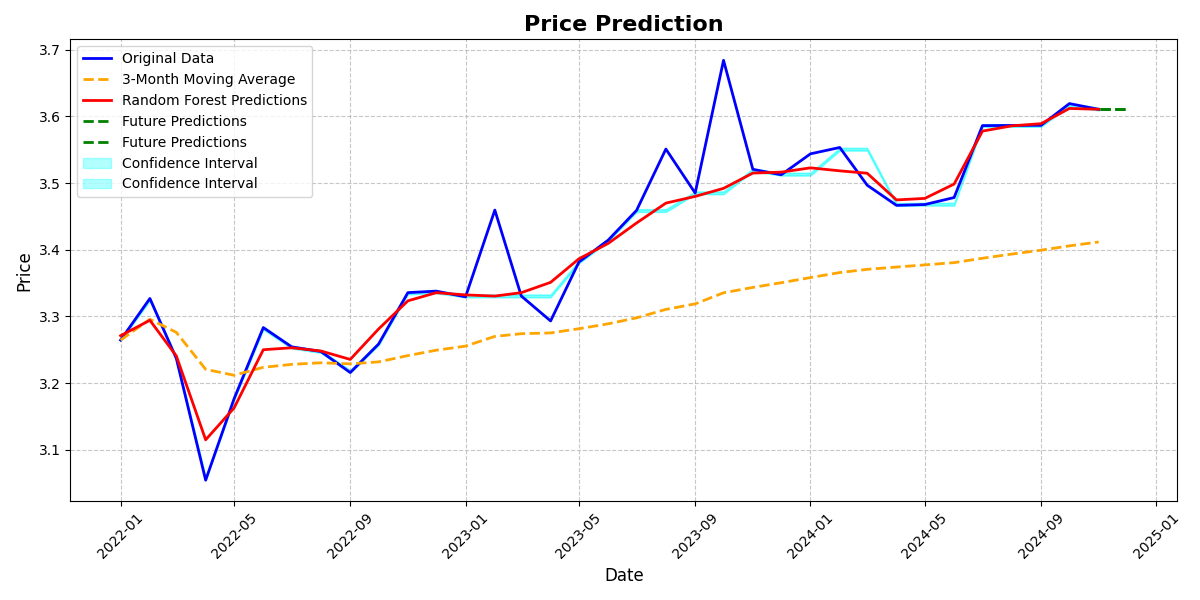 Price Prediction
3.7
3.6
3.5
3.4
3.3
3.2
3.1
Price
Original Data
3-Month Moving Average
Random Forest Predictions
Future Predictions
Future Predictions
Confidence Interval
Confidence Interval
2022-01
2022-05
2022-09
2023-01
2023-05
2023-09
2024-01
2024-05
2024-09
2025-01
Date